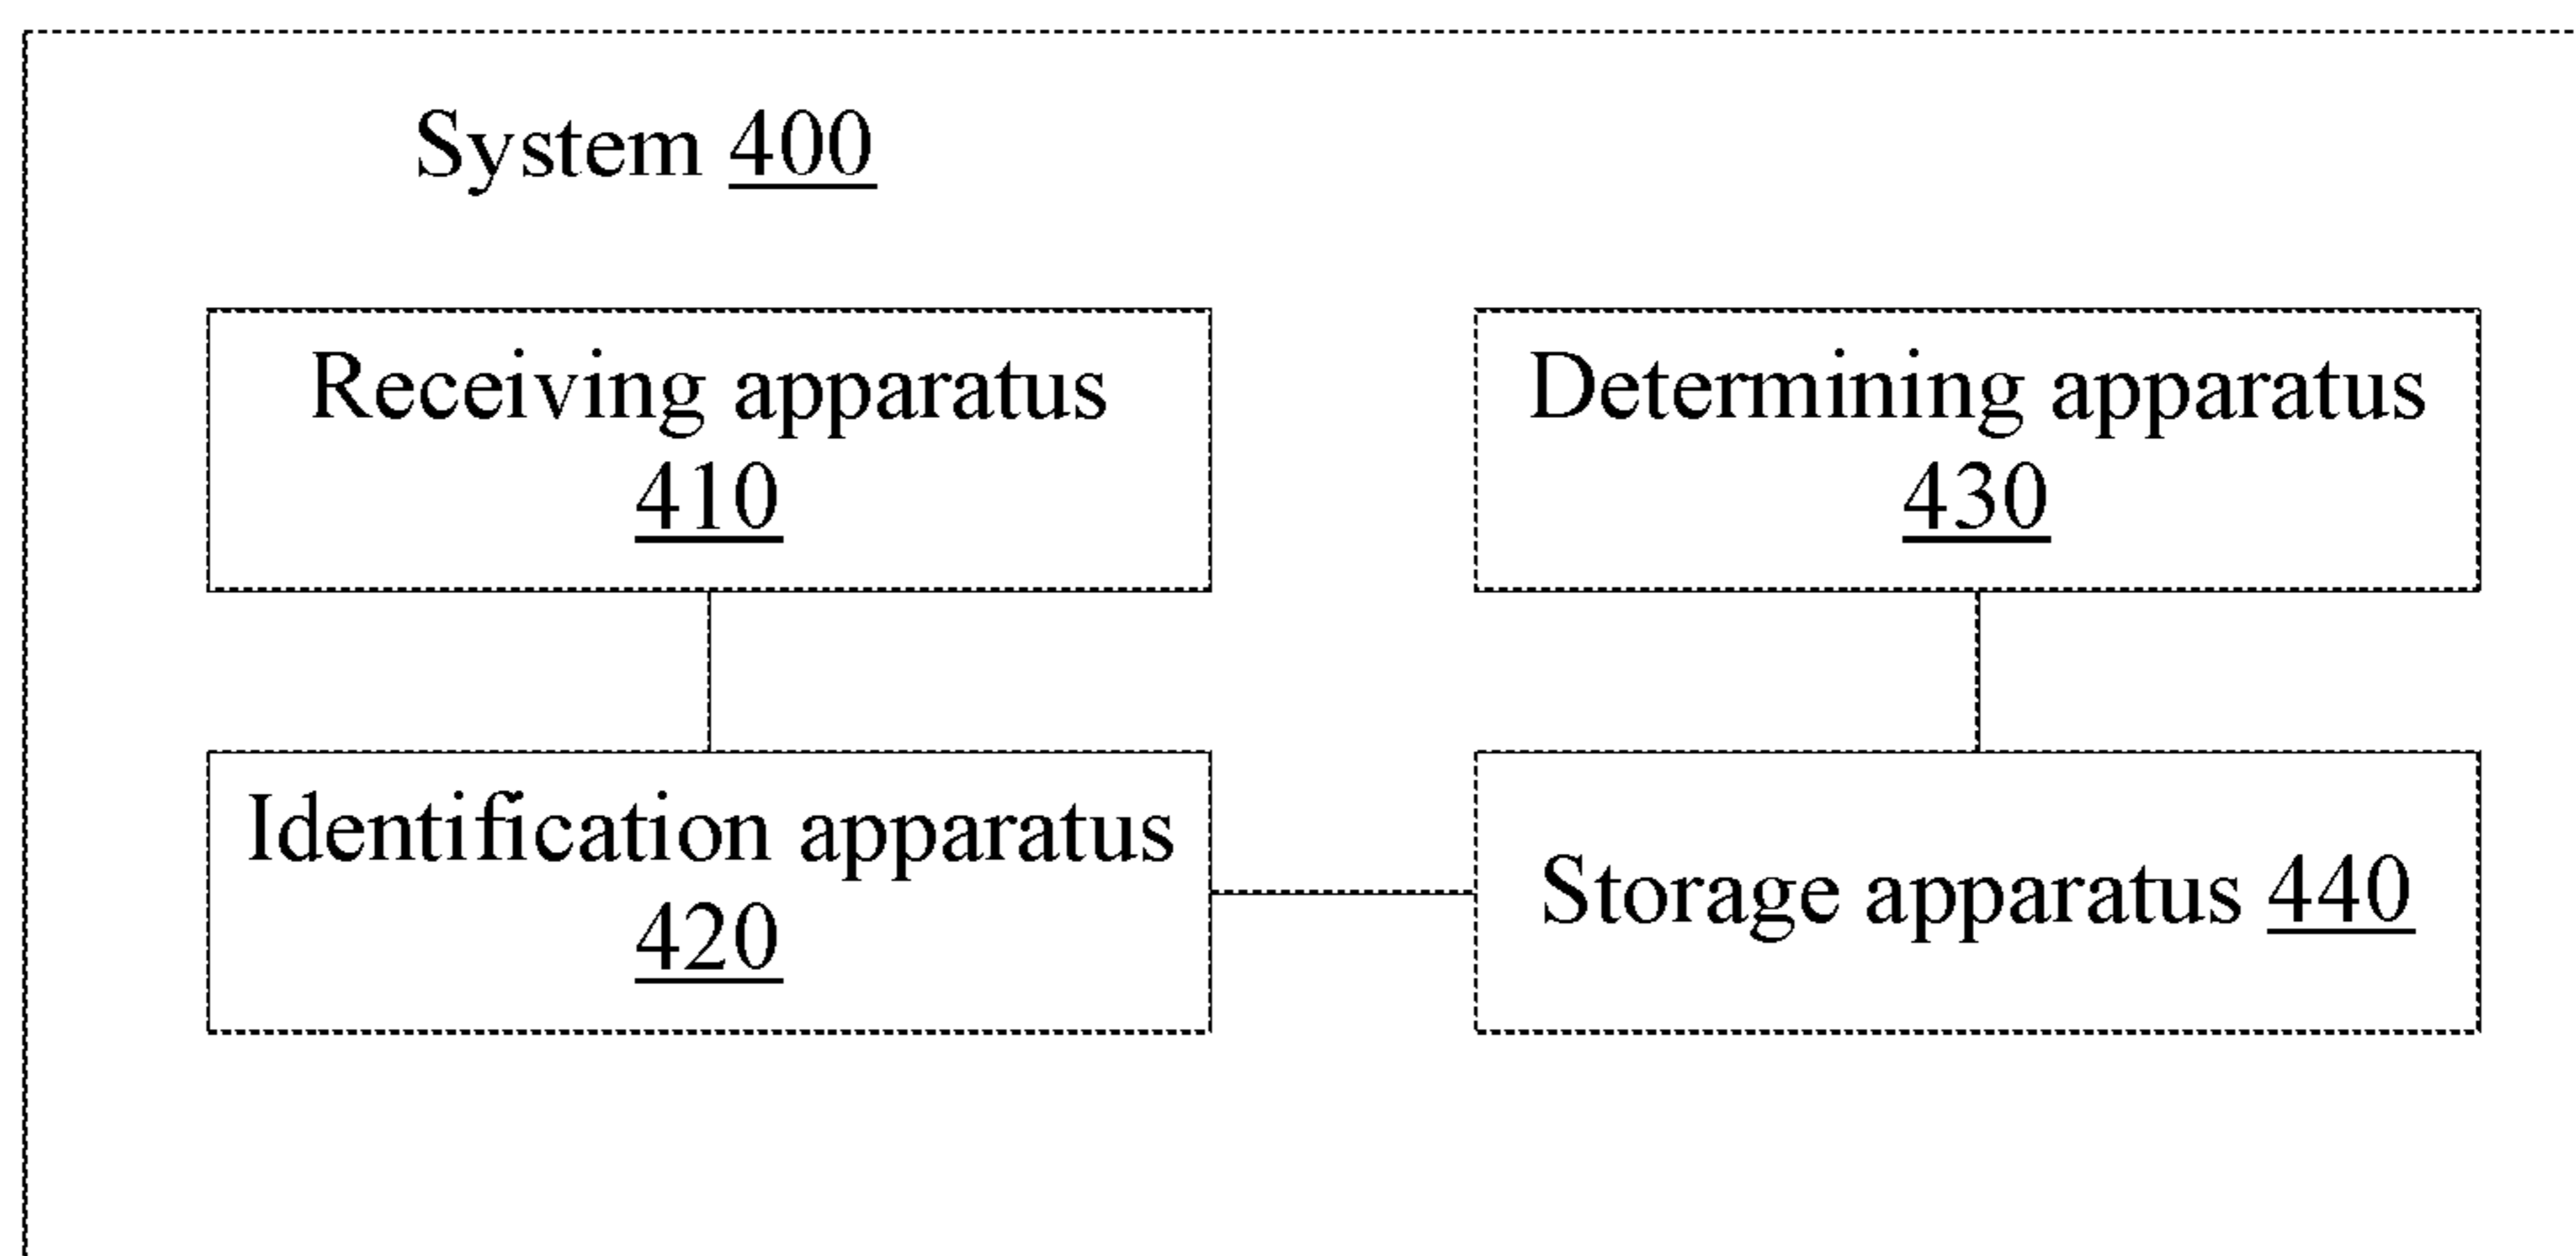 System 400
Receiving apparatus
410
Determining apparatus
430
Identification apparatus
420
Storage apparatus 440